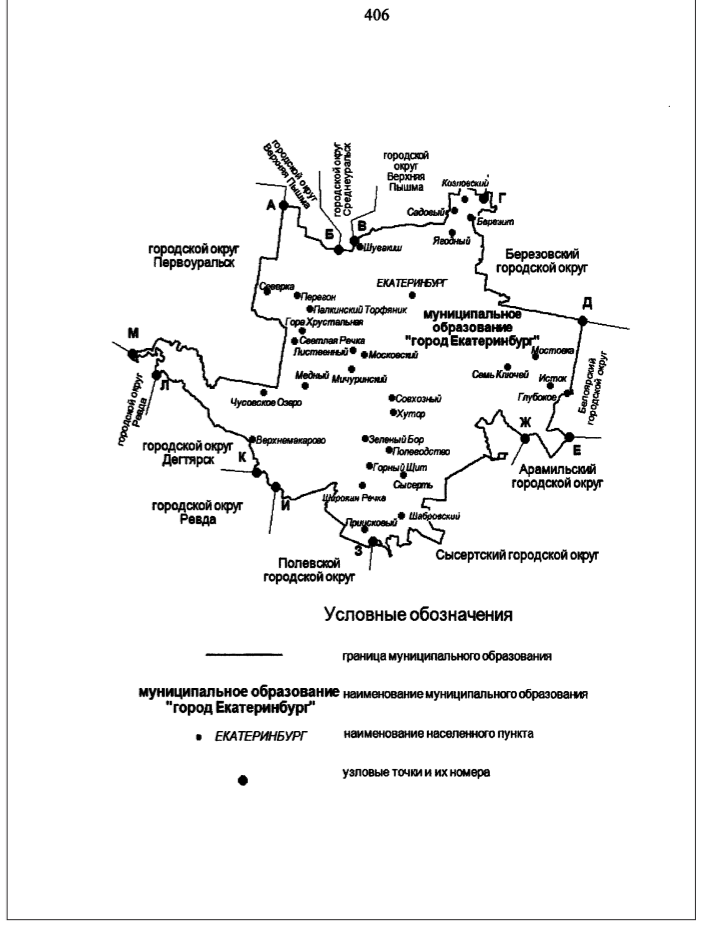 406
городской округ
Верхняя Пышма
городской округ
Среднеуральск
городской
округ
Верхняя
Пышма
Козловский
Г
А
Садовый
Березит
Б
В
Шувакиш
Ягодный
городской округ
Первоуральск
Березовский
городской округ
Северка
Перегон
ЕКАТЕРИНБУРГ
Палкинский Торфяник
Д
муниципальное
образование
"город Екатеринбург"
Гора Хрустальная
М
Светлая Речка
Лиственный
Московский
Мостовка
Л
Медный
Мичуринский
Семь Ключей
Исток
городской округ
Ревда
Чусовское Озеро
Совхозный
Глубокое
Белоярский
городской округ
Хутор
Верхнемакарово
Зеленый Бор
Ж
Е
городской округ
Дегтярск
К
Полеводство
Горный Щит
Арамильский
городской округ
И
Сысерть
Широкая Речка
городской округ
Ревда
Приисковый
Шабровский
З
Сысертский городской округ
Полевской
городской округ
Условные обозначения
граница муниципального образования
муниципальное образование
"город Екатеринбург"
наименование муниципального образования
ЕКАТЕРИНБУРГ
наименование населенного пункта
узловые точки и их номера